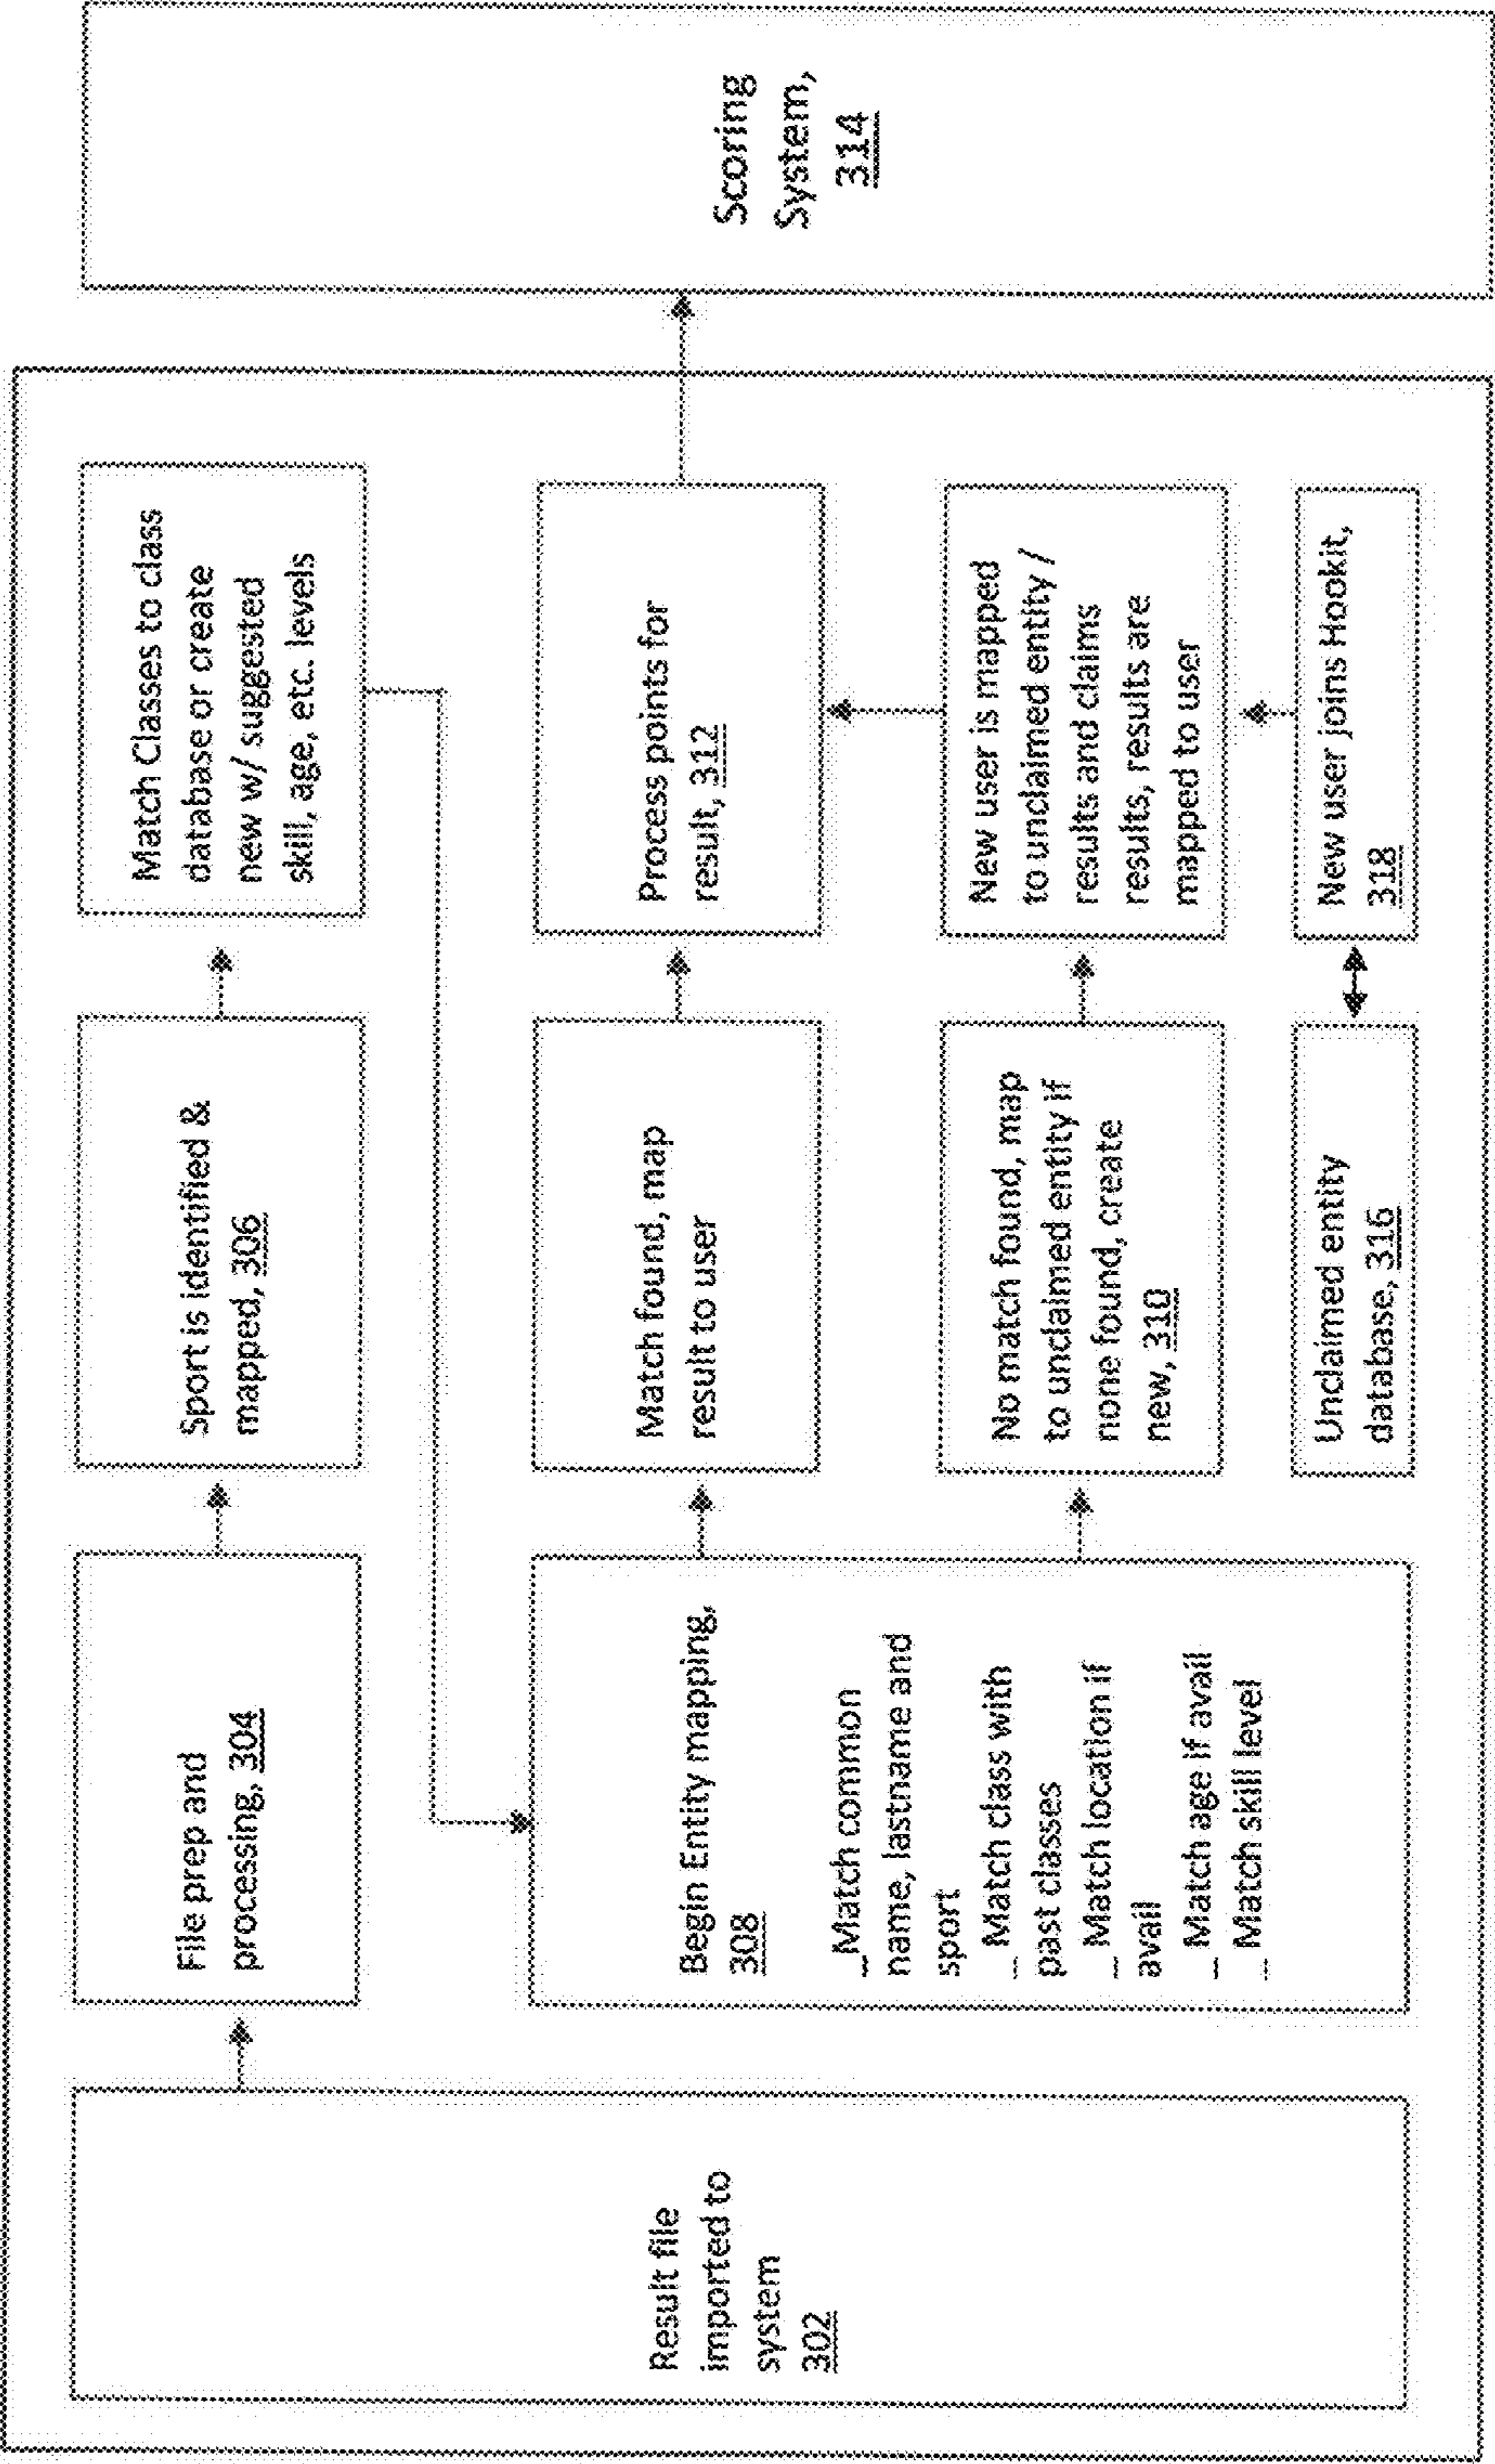 Result file
imported to
system
302
File prep and
processing, 304
Sport is identified &
mapped, 306
Match Classes to class
database or create
new w/ suggested
skill, age, etc. levels
Begin Entity mapping,
308
_Match common
name, lastname and
sport
_ Match class with
past classes
_ Match location if
avail
_ Match age if avail
_ Match skill level
Match found, map
result to user
Process points for
result, 312
No match found, map
to unclaimed entity if
none found, create
new, 310
New user is mapped
to unclaimed entity /
results and claims
results, results are
mapped to user
Unclaimed entity
database, 316
New user joins Hookit,
318
Scoring
System,
314